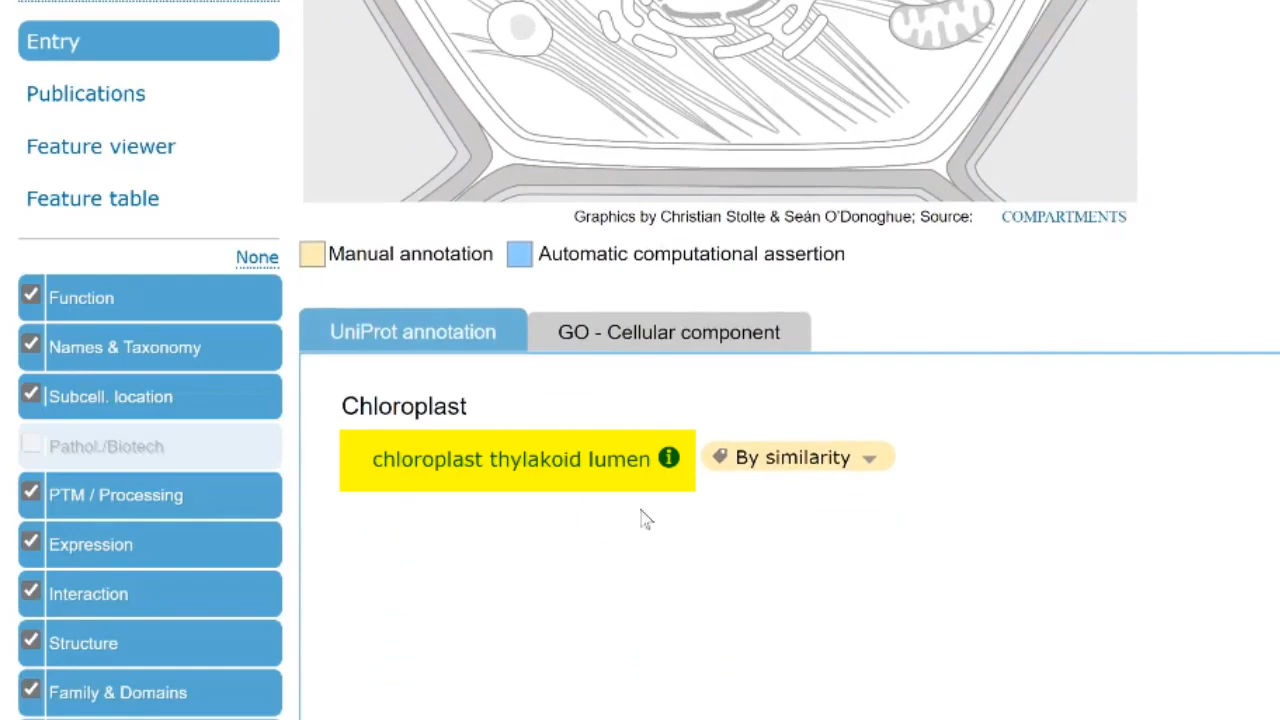 Entry
Publications
Feature viewer
Feature table
None
Function
Names & Taxonomy
Subcell. location
Pathol./Biotech
PTM / Processing
Expression
Interaction
Structure
Family & Domains
Graphics by Christian Stolte & Seán O'Donoghue; Source: COMPARTMENTS
Manual annotation Automatic computational assertion
UniProt annotation GO - Cellular component
Chloroplast
chloroplast thylakoid lumen By similarity